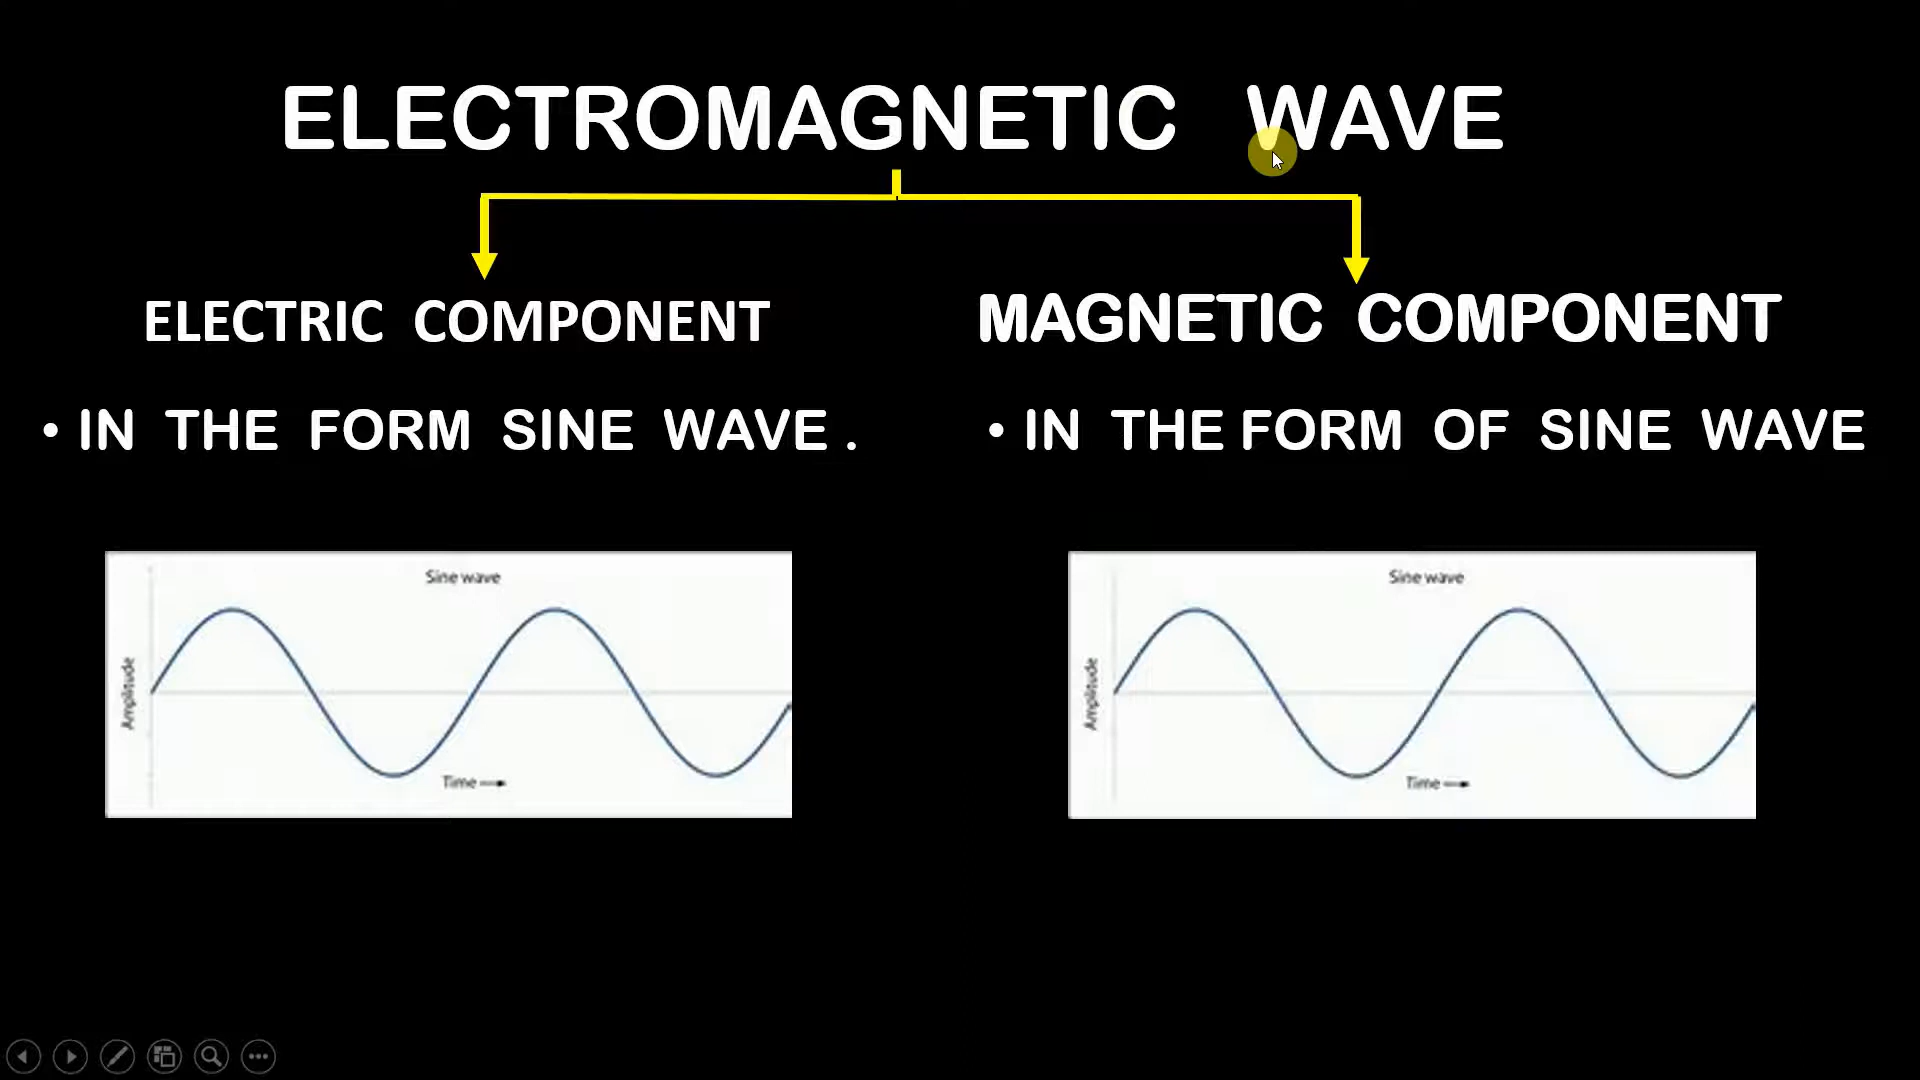 ELECTROMAGNETIC WAVE
ELECTRIC COMPONENT
• IN THE FORM SINE WAVE .
Sine wave
Amplitude
Time
MAGNETIC COMPONENT
• IN THE FORM OF SINE WAVE
Sine wave
Amplitude
Time